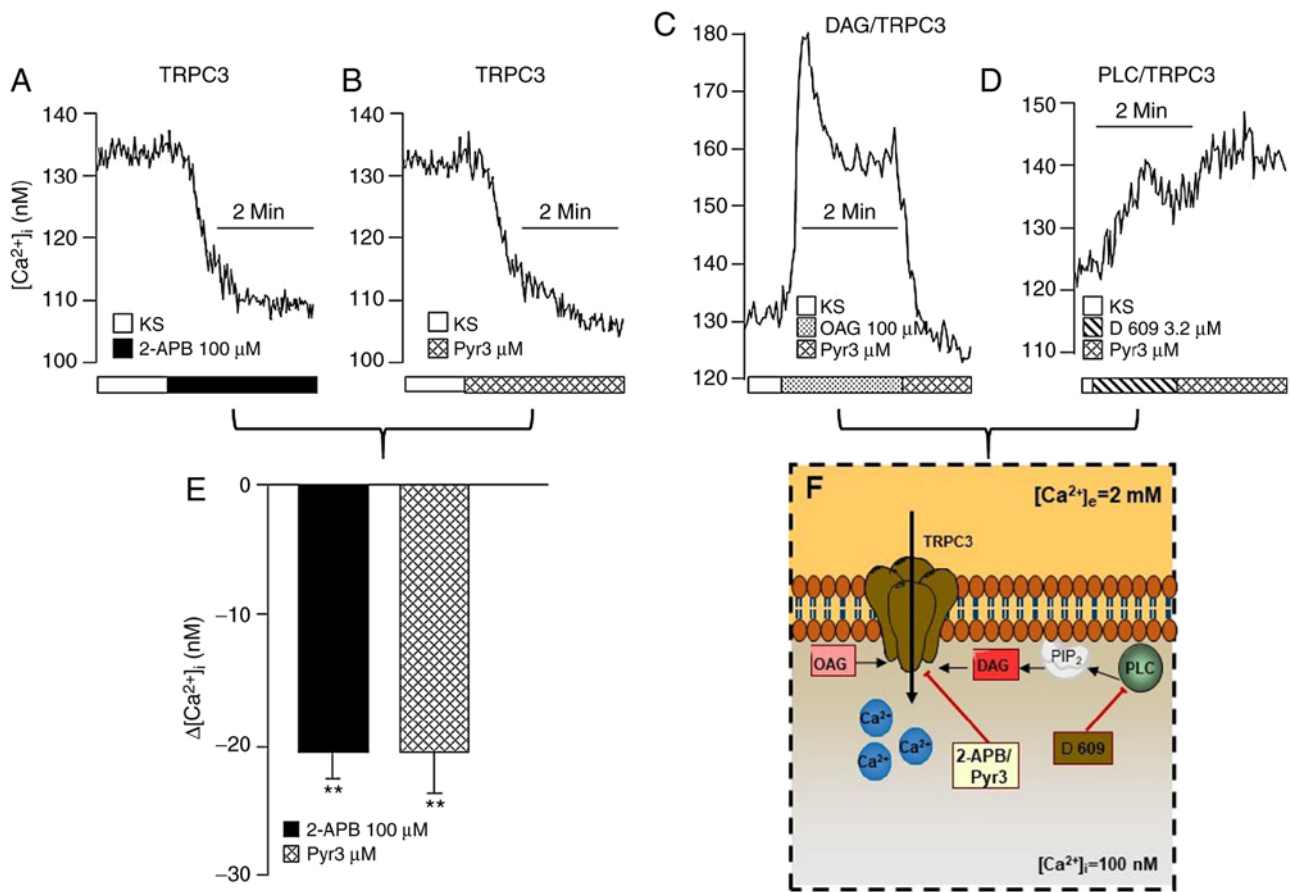 A
TRPC3
[Ca²⁺]ᵢ (nM)
140
130
120
110
100
2 Min
KS
2-APB 100 μM
B
TRPC3
140
130
120
110
100
2 Min
KS
Pyr3 μM
C
DAG/TRPC3
180
170
160
150
140
130
120
2 Min
KS
OAG 100 μM
Pyr3 μM
D
PLC/TRPC3
150
140
130
120
110
2 Min
KS
D 609 3.2 μM
Pyr3 μM
E
Δ[Ca²⁺]ᵢ (nM)
0
−10
−20
−30
**
**
2-APB 100 μM
Pyr3 μM
F
[Ca²⁺]ₑ=2 mM
TRPC3
OAG
DAG
PIP₂
PLC
Ca²⁺
Ca²⁺
Ca²⁺
2-APB/
Pyr3
D 609
[Ca²⁺]ᵢ=100 nM